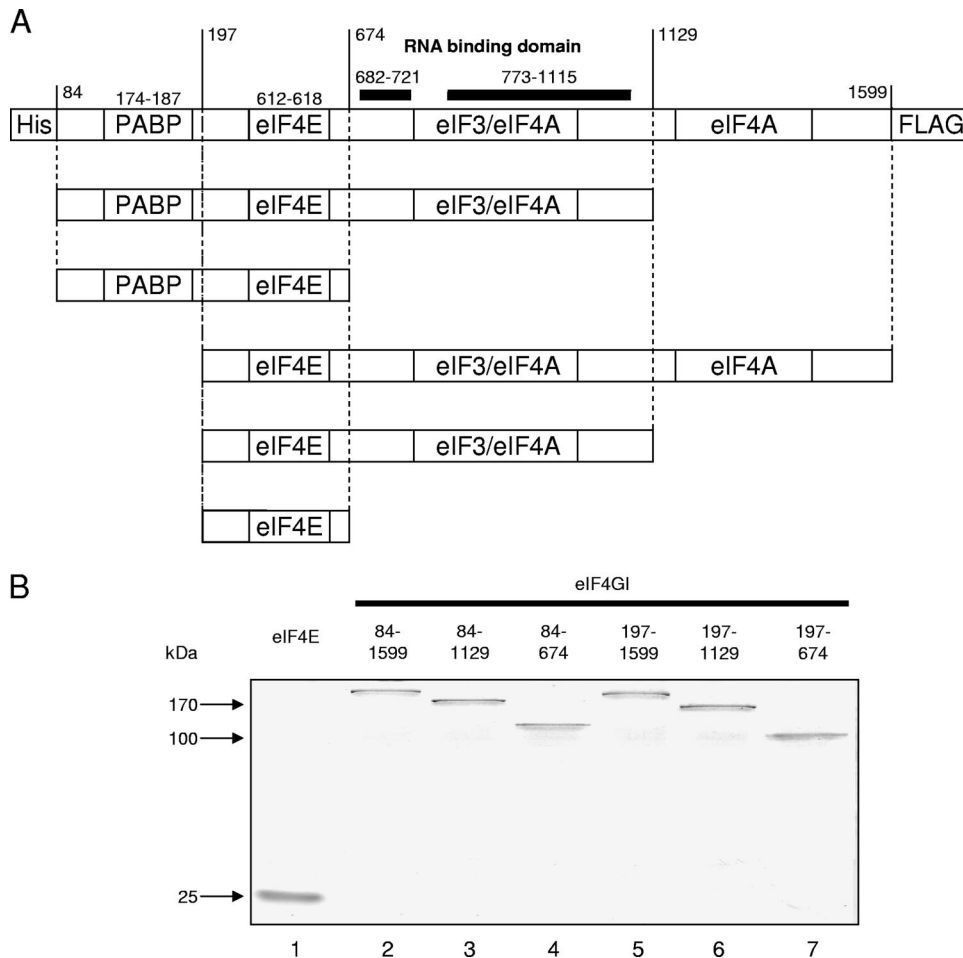 A
197 674 1129
RNA binding domain
682-721 773-1115
84 174-187 612-618 1599
His PABP eIF4E eIF3/eIF4A eIF4A FLAG
PABP eIF4E eIF3/eIF4A
PABP eIF4E
eIF4E eIF3/eIF4A eIF4A
eIF4E eIF3/eIF4A
eIF4E
B
eIF4GI
kDa eIF4E 84-1599 84-1129 84-674 197-1599 197-1129 197-674
170
100
25
1 2 3 4 5 6 7